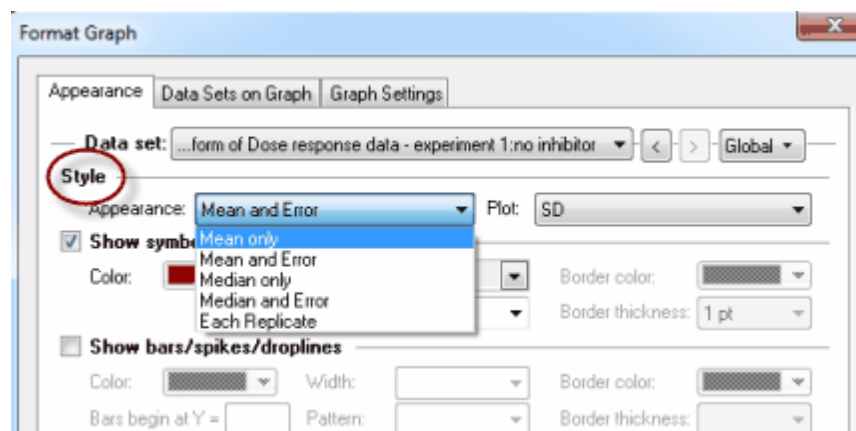 Format Graph
Appearance Data Sets on Graph Graph Settings
Data set: ...form of Dose response data - experiment 1:no inhibitor < > Global
Style
Appearance: Mean and Error Plot: SD
Mean only
Show symb
Mean and Error
Color: Median only Border color:
Median and Error
Border thickness: 1 pt
Each Replicate
Show bars/spikes/droplines
Color: Width: Border color:
Bars begin at Y = Pattern: Border thickness: